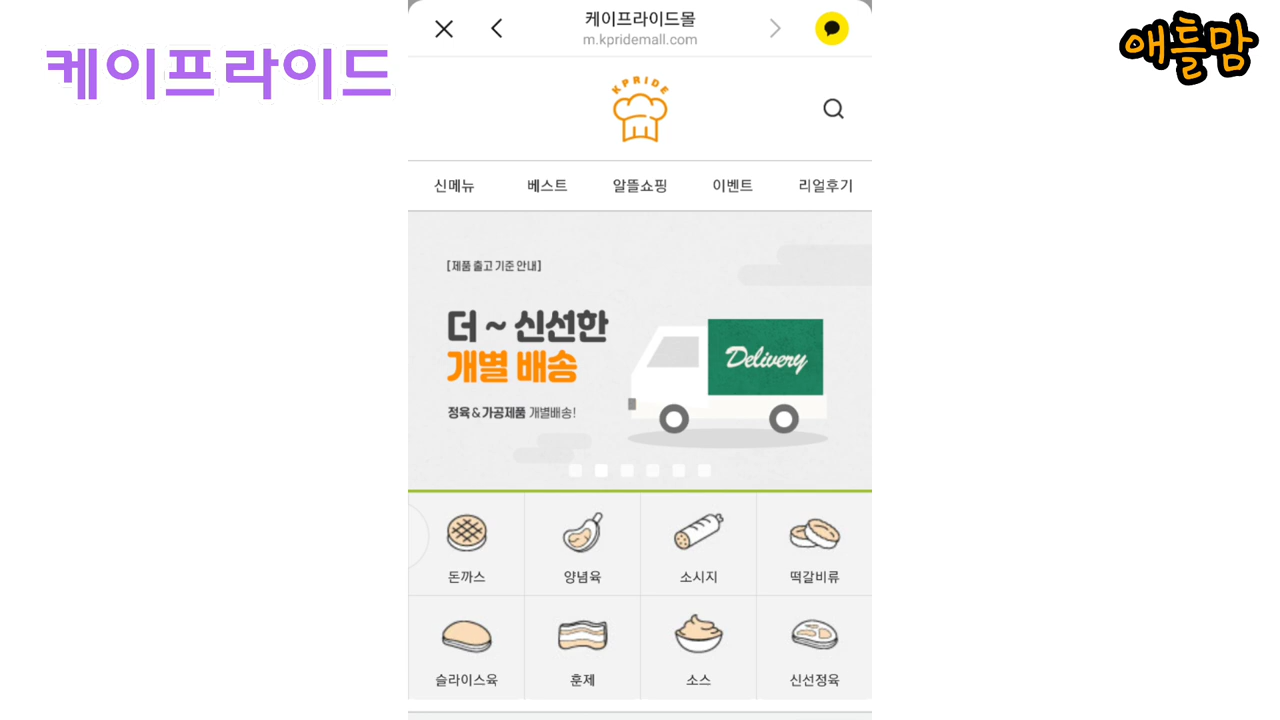 케이프라이드
애틀맘
케이프라이드몰
m.kpridemall.com
KPRIDE
신메뉴 베스트 알뜰쇼핑 이벤트 리얼후기
[제품 출고 기준 안내]
더 ~ 신선한
개별 배송
정육 & 가공제품 개별배송!
Delivery
돈까스 양념육 소시지 떡갈비류
슬라이스육 훈제 소스 신선정육